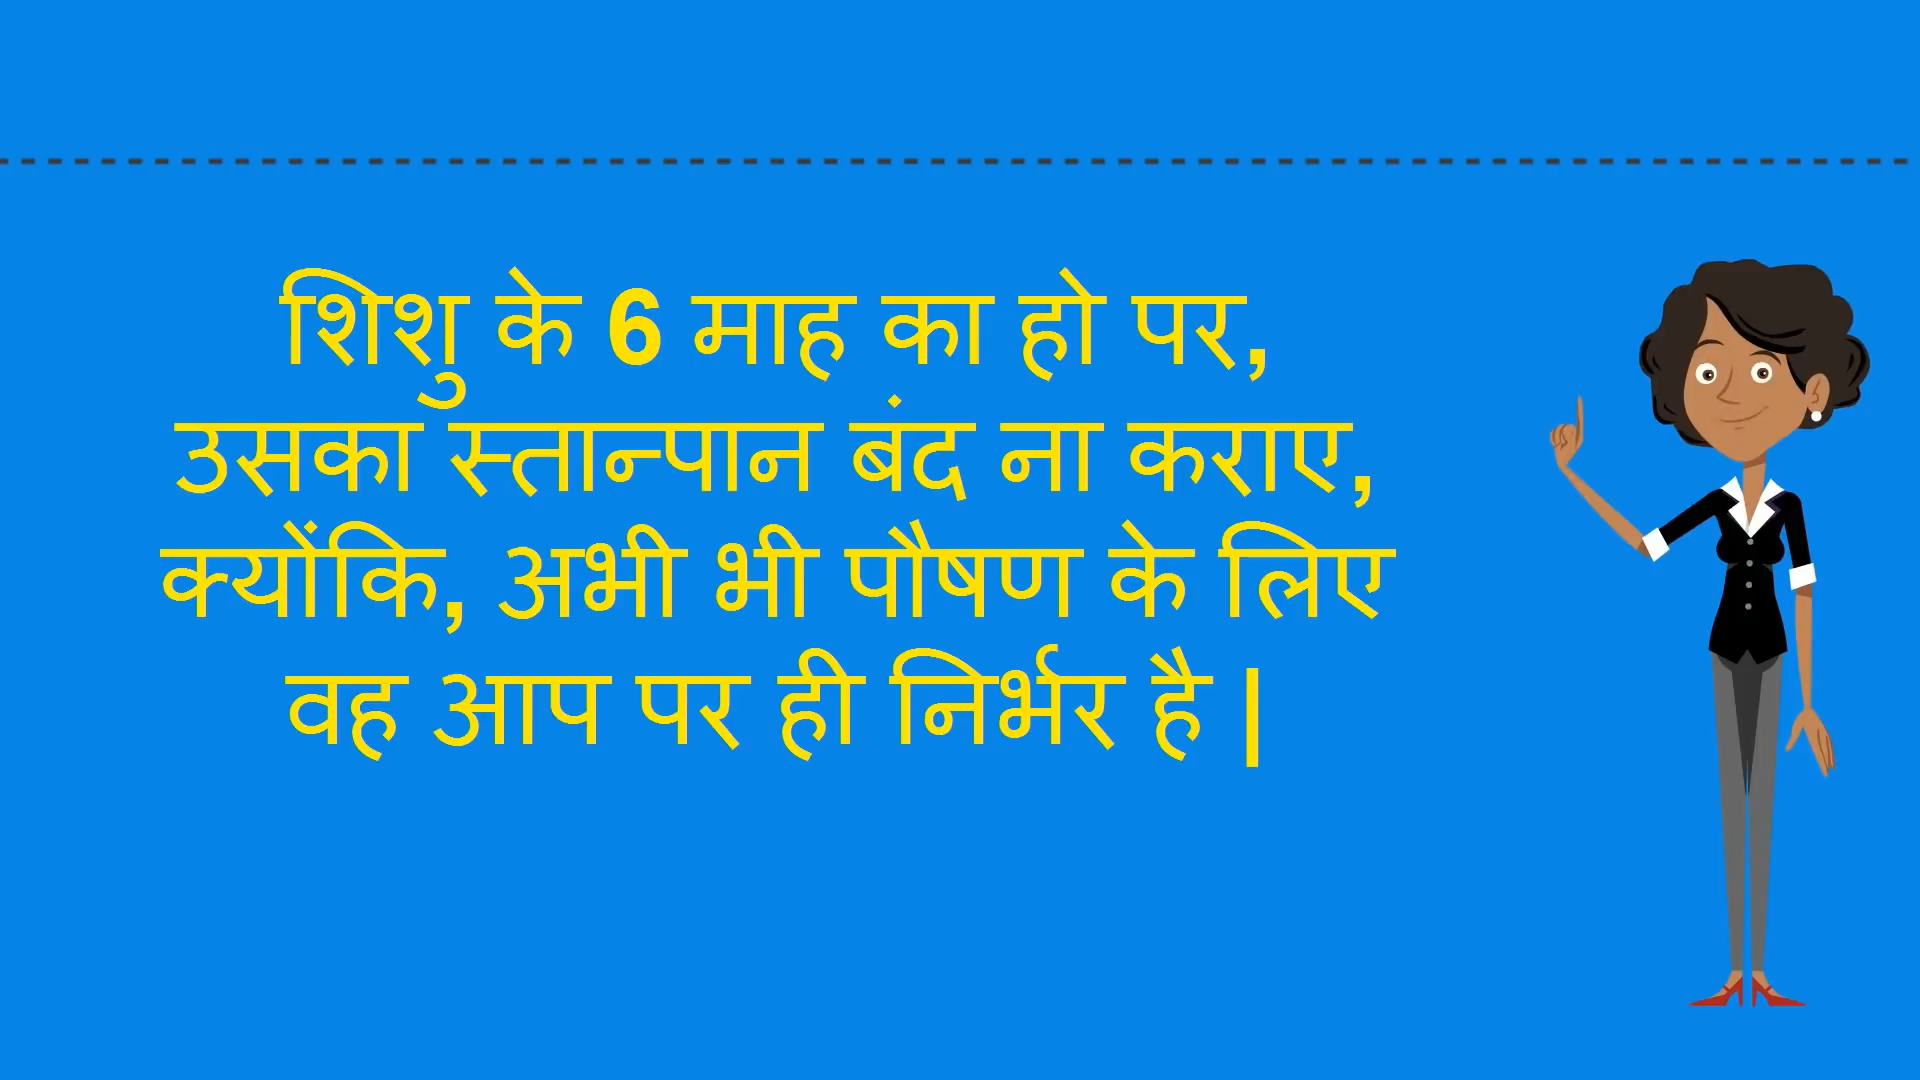 शिशु के 6 माह का हो पर,
उसका स्तान्पान बंद ना कराए,
क्योंकि, अभी भी पौषण के लिए
वह आप पर ही निर्भर है |